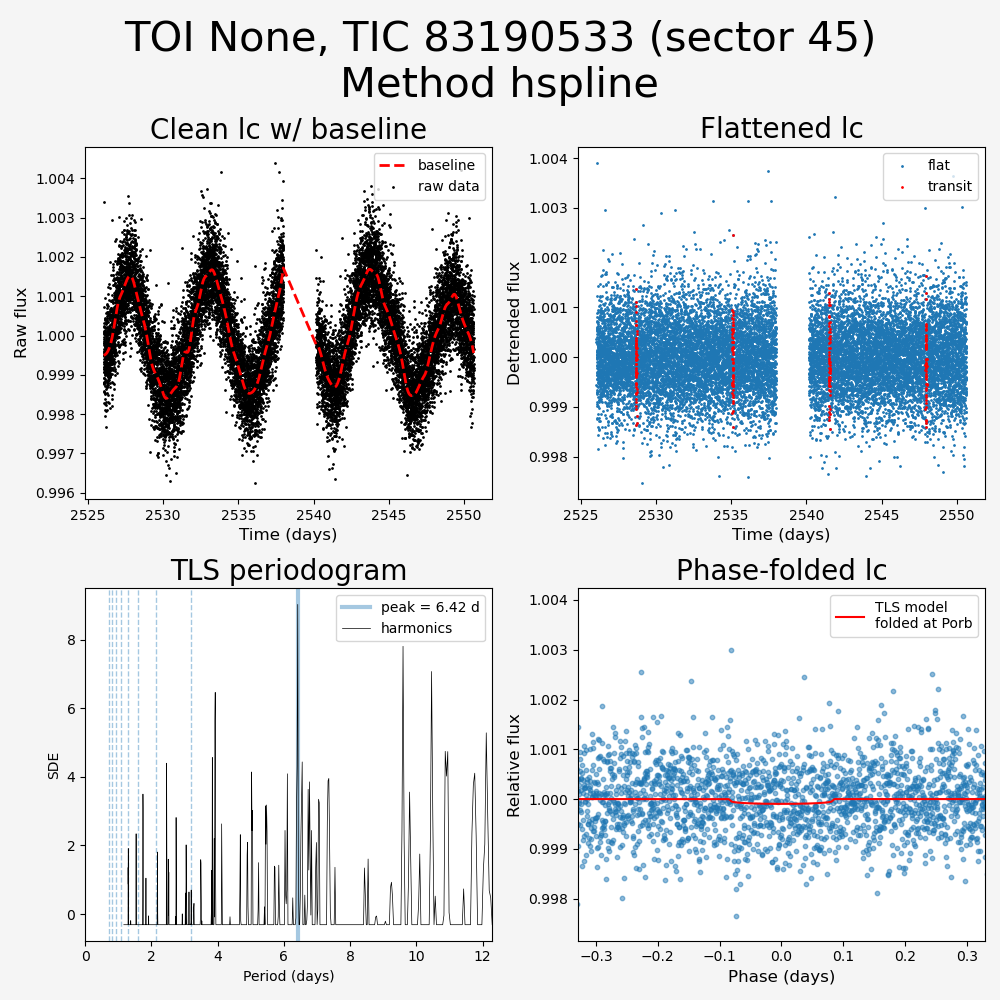 TOI None, TIC 83190533 (sector 45)
Method hspline
Clean lc w/ baseline
Raw flux
1.004
1.003
1.002
1.001
1.000
0.999
0.998
0.997
0.996
baseline
raw data
2525
2530
2535
2540
2545
2550
Time (days)
Flattened lc
Detrended flux
1.004
1.003
1.002
1.001
1.000
0.999
0.998
flat
transit
2525
2530
2535
2540
2545
2550
Time (days)
TLS periodogram
SDE
8
6
4
2
0
peak = 6.42 d
harmonics
0
2
4
6
8
10
12
Period (days)
Phase-folded lc
Relative flux
1.004
1.003
1.002
1.001
1.000
0.999
0.998
TLS model
folded at Porb
−0.3
−0.2
−0.1
0.0
0.1
0.2
0.3
Phase (days)